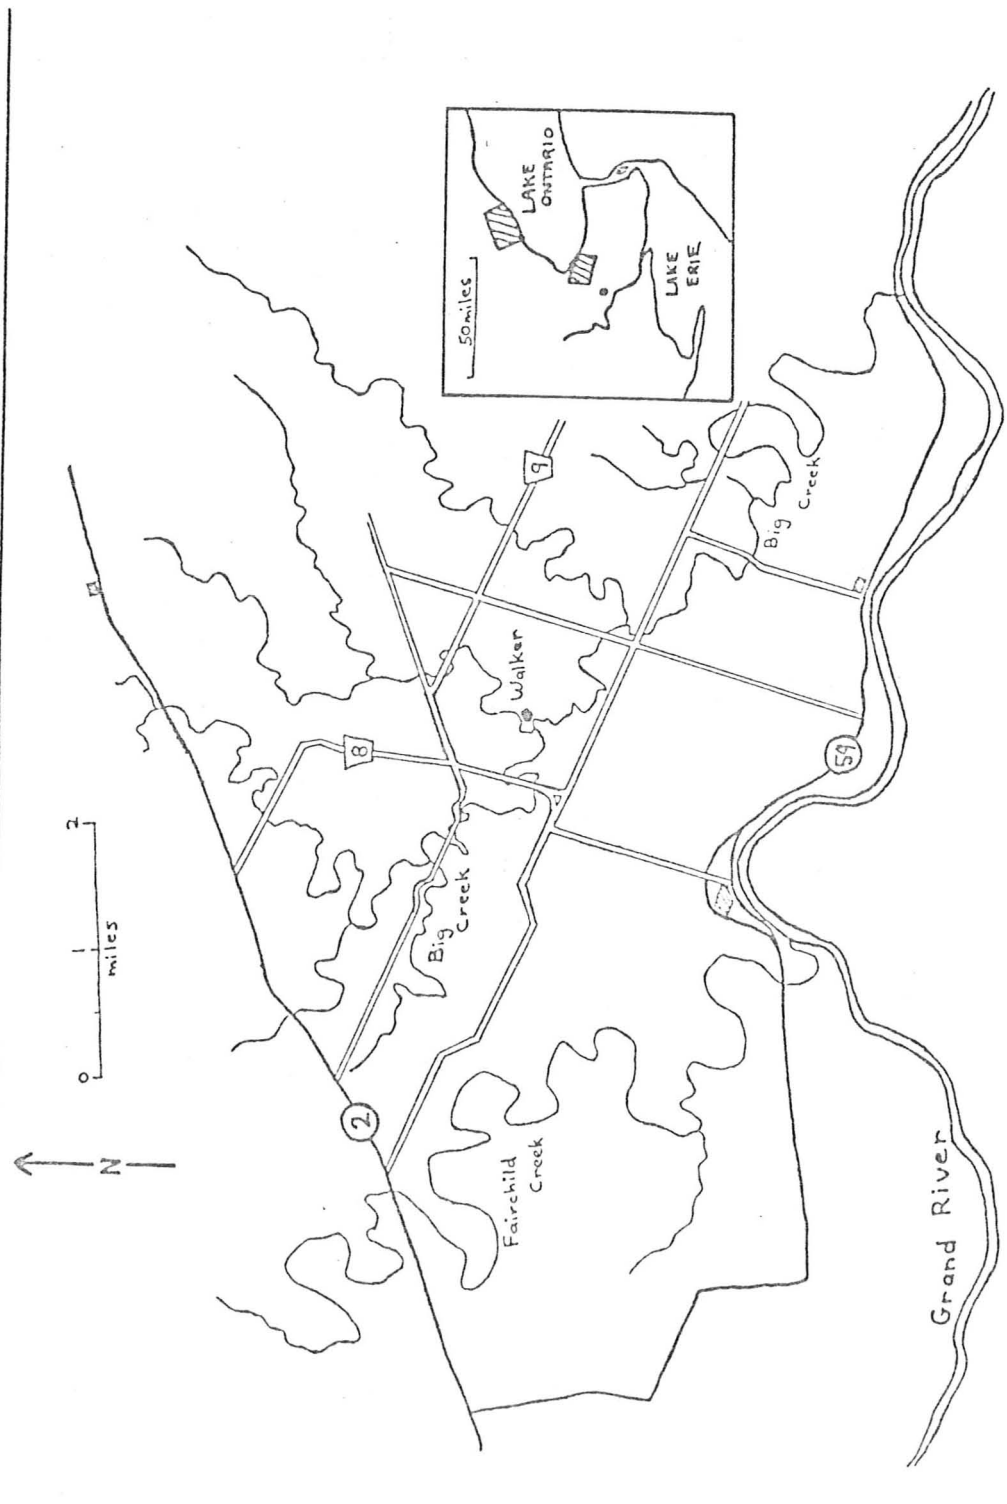 N
0 1 2
miles
2
8
9
59
Walker
Big
Creek
Big
Creek
Fairchild
Creek
Grand River
50 miles
LAKE
ONTARIO
LAKE
ERIE